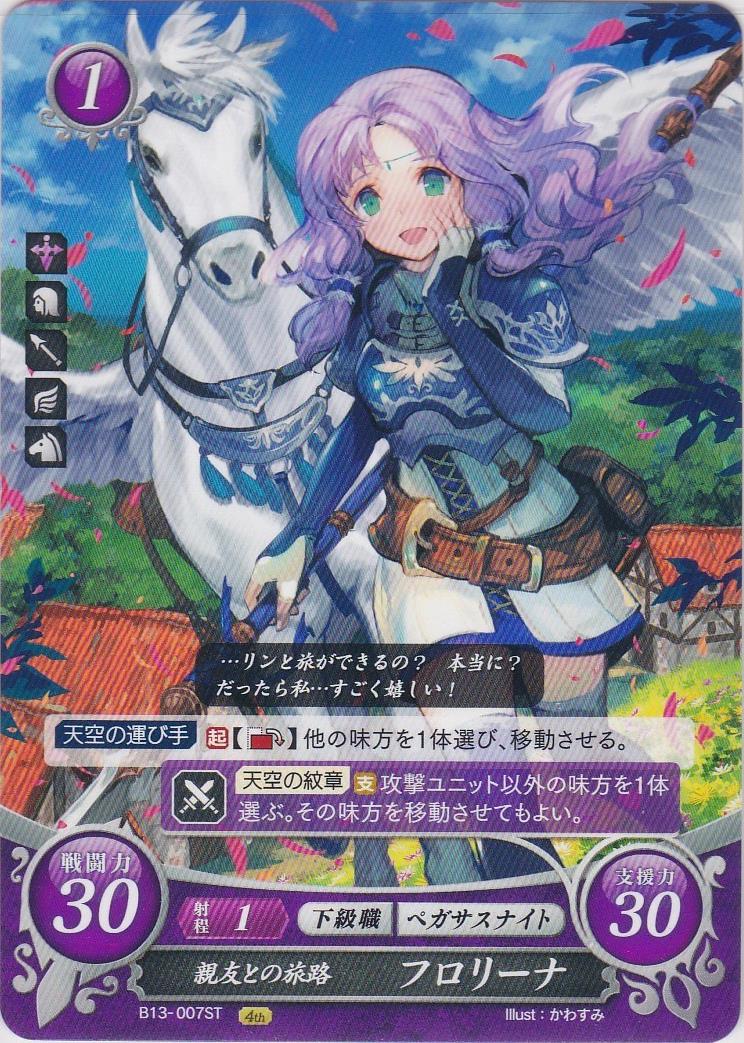 1
…リンと旅ができるの? 本当に?
だったら私…すごく嬉しい!
天空の運び手 起【】他の味方を1体選び、移動させる。
天空の紋章 支 攻撃ユニット以外の味方を1体
選ぶ。その味方を移動させてもよい。
戦闘力
30
射程 1
下級職 ペガサスナイト
支援力
30
親友との旅路 フロリーナ
B13-007ST 4th
Illust:かわすみ